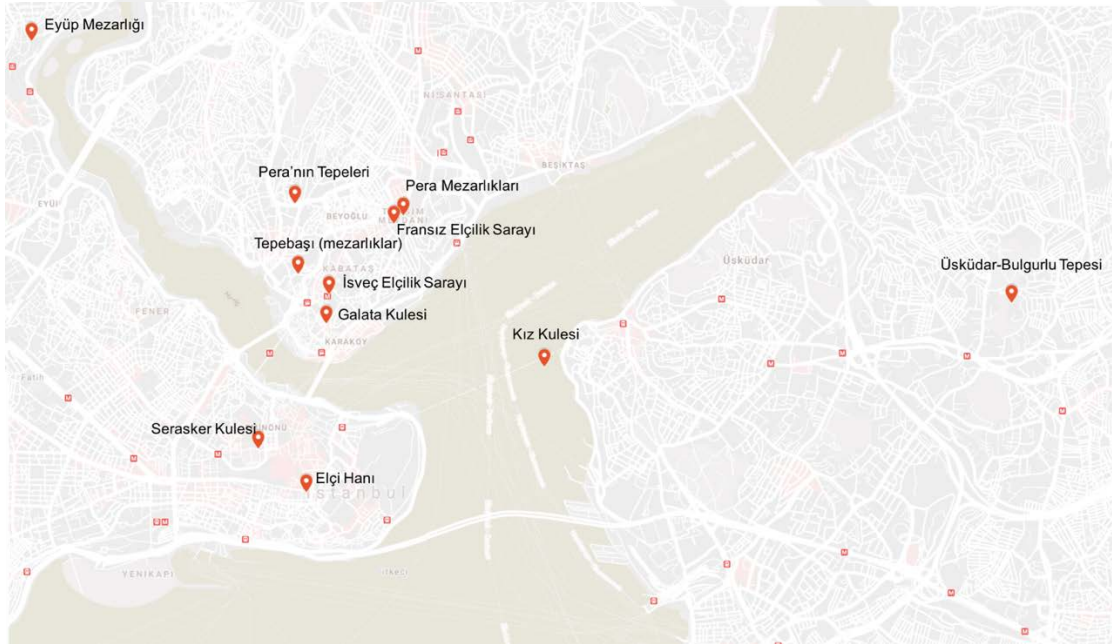 Eyüp Mezarlığı
NİŞANTAŞI
BEŞİKTAŞ
Pera'nın Tepeleri
Pera Mezarlıkları
EYÜP
BEYOĞLU
Fransız Elçilik Sarayı
Tepebaşı (mezarlıklar)
KABATAŞ
Üsküdar
Üsküdar-Bulgurlu Tepesi
İsveç Elçilik Sarayı
FENER
Galata Kulesi
Kız Kulesi
KARAKÖY
Fatih
Serasker Kulesi
Elçi Hanı
İstanbul
YENİKAPI